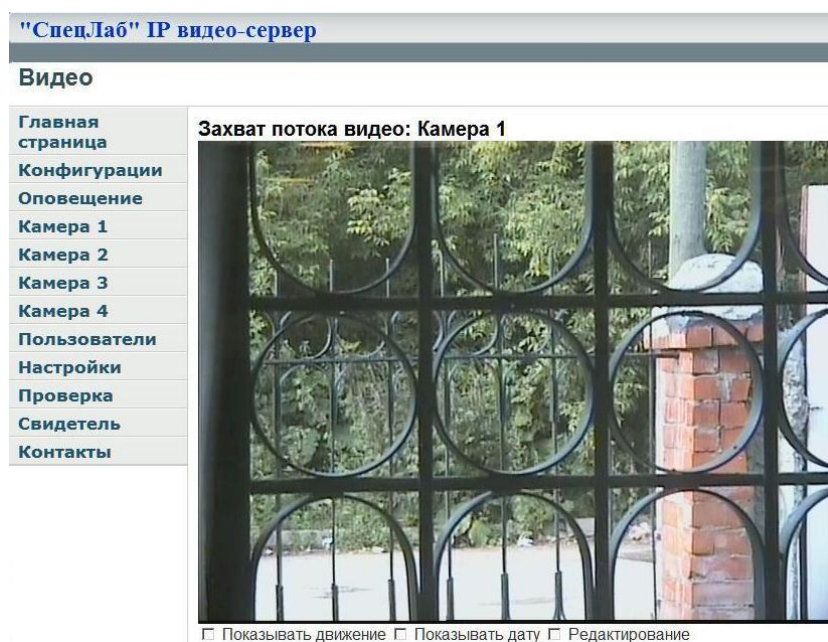 "СпецЛаб" IP видео-сервер
Видео
Главная
страница
Конфигурации
Оповещение
Камера 1
Камера 2
Камера 3
Камера 4
Пользователи
Настройки
Проверка
Свидетель
Контакты
Захват потока видео: Камера 1
Показывать движение Показывать дату Редактирование